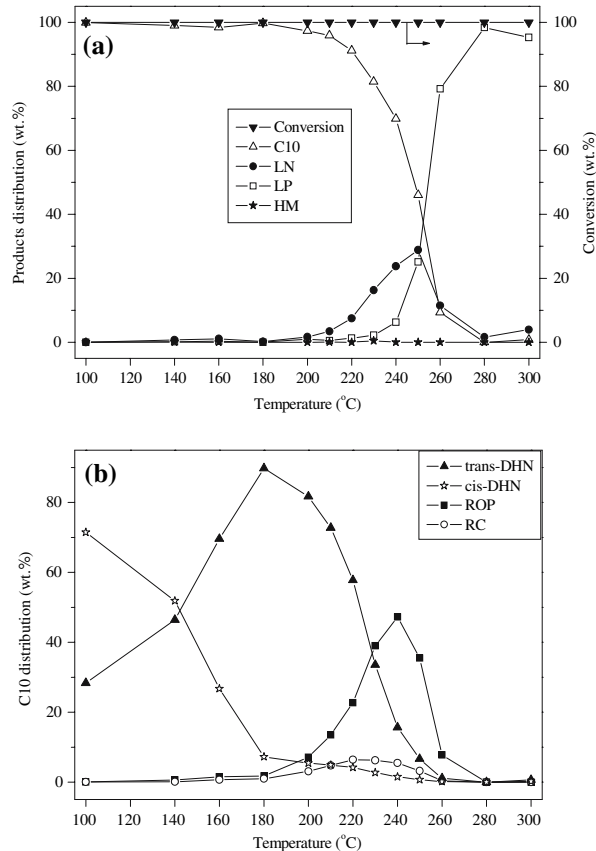 (a)
100
80
60
40
20
0
Products distribution (wt.%)
Conversion
C10
LN
LP
HM
100
80
60
40
20
0
Conversion (wt.%)
100 120 140 160 180 200 220 240 260 280 300
Temperature (°C)
(b)
80
60
40
20
0
C10 distribution (wt.%)
trans-DHN
cis-DHN
ROP
RC
100 120 140 160 180 200 220 240 260 280 300
Temperature (°C)